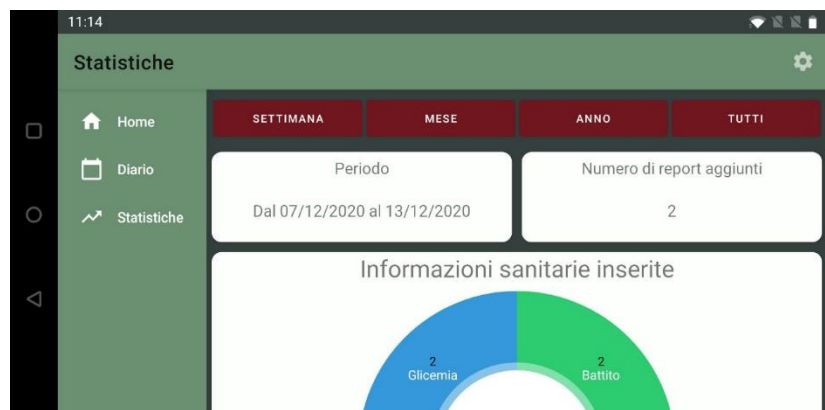 11:14
Statistiche
Home
Diario
Statistiche
SETTIMANA
MESE
ANNO
TUTTI
Periodo
Dal 07/12/2020 al 13/12/2020
Numero di report aggiunti
2
Informazioni sanitarie inserite
2
Glicemia
2
Battito